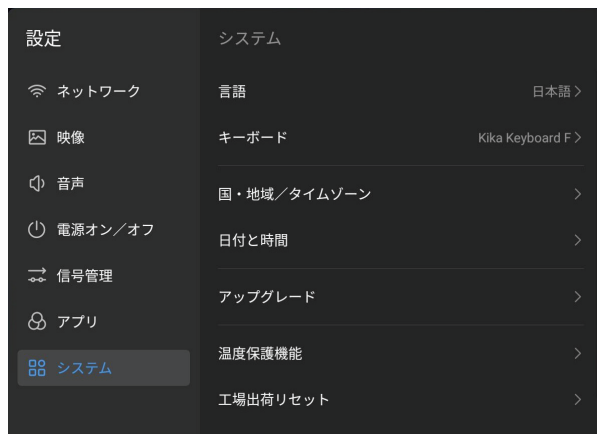 設定
ネットワーク
映像
音声
電源オン／オフ
信号管理
アプリ
システム
システム
言語 日本語
キーボード Kika Keyboard F
国・地域／タイムゾーン
日付と時間
アップグレード
温度保護機能
工場出荷リセット